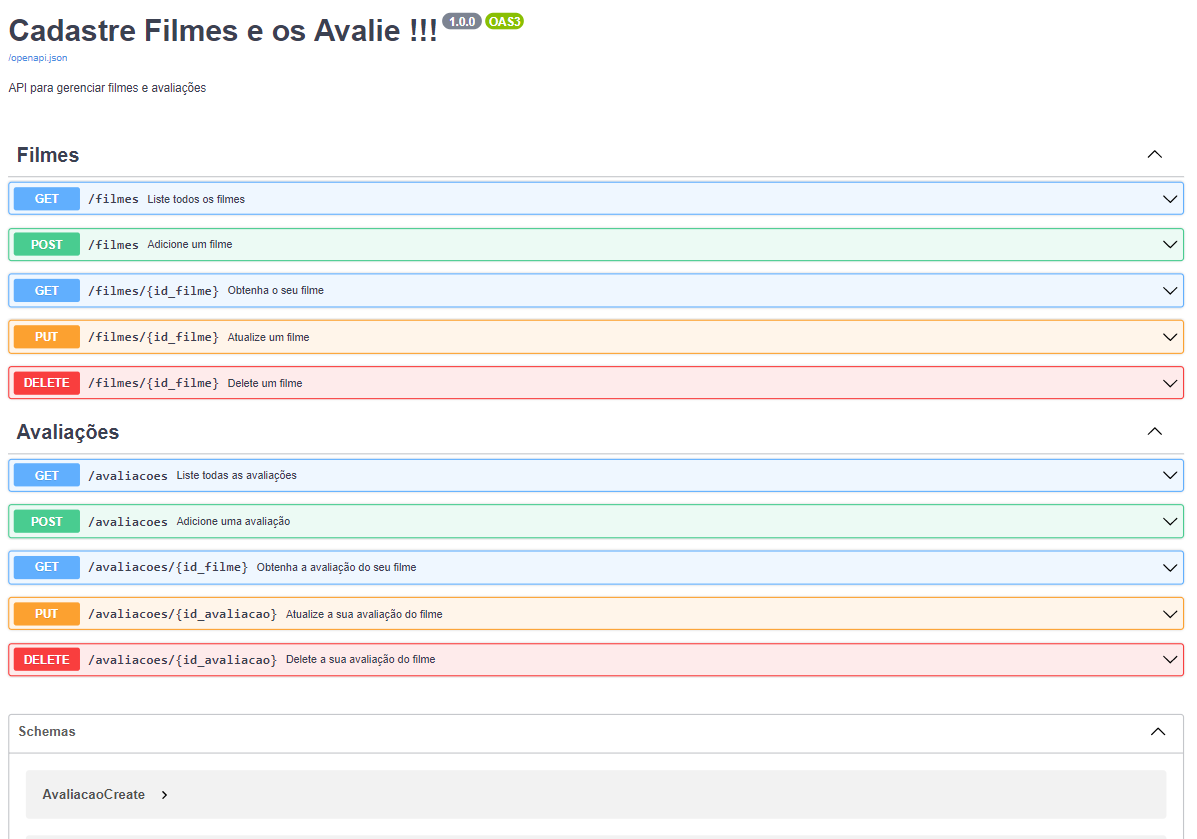 Cadastre Filmes e os Avalie !!! 1.0.0 OAS3
/openapi.json
API para gerenciar filmes e avaliações
Filmes
GET /filmes Liste todos os filmes
POST /filmes Adicione um filme
GET /filmes/{id_filme} Obtenha o seu filme
PUT /filmes/{id_filme} Atualize um filme
DELETE /filmes/{id_filme} Delete um filme
Avaliações
GET /avaliacoes Liste todas as avaliações
POST /avaliacoes Adicione uma avaliação
GET /avaliacoes/{id_filme} Obtenha a avaliação do seu filme
PUT /avaliacoes/{id_avaliacao} Atualize a sua avaliação do filme
DELETE /avaliacoes/{id_avaliacao} Delete a sua avaliação do filme
Schemas
AvaliacaoCreate